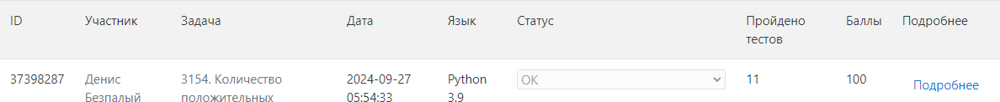 ID Участник Задача Дата Язык Статус Пройдено тестов Баллы Подробнее
37398287 Денис Безпалый 3154. Количество положительных 2024-09-27 05:54:33 Python 3.9 OK 11 100 Подробнее